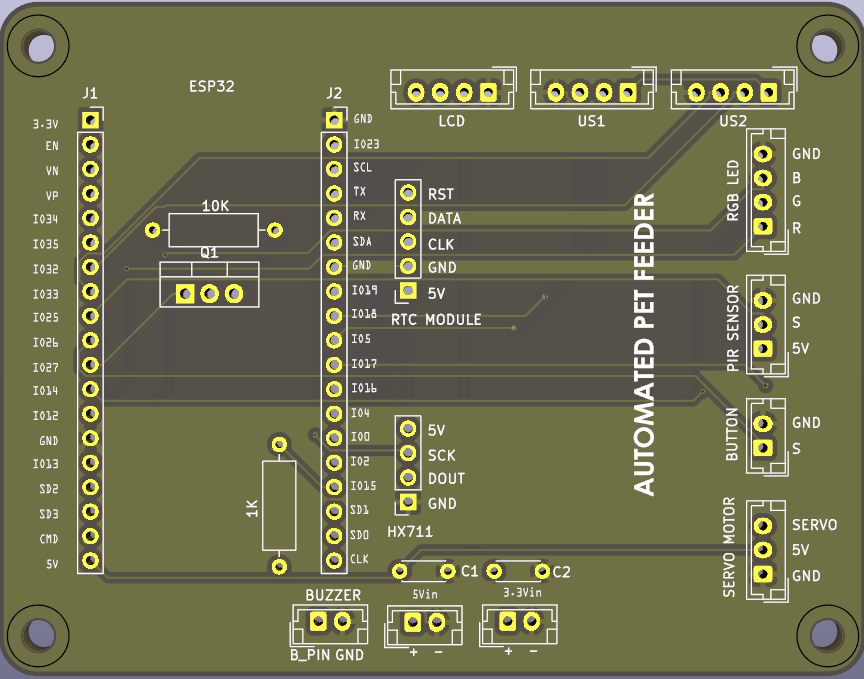 ESP32
J1
J2
3.3V
EN
VN
VP
IO34
IO35
IO32
IO33
IO25
IO26
IO27
IO14
IO12
GND
IO13
SD2
SD3
CMD
5V
GND
IO23
SCL
TX
RX
SDA
GND
IO19
IO18
IO5
IO17
IO16
IO4
IO0
IO2
IO15
SD1
SD0
CLK
10K
Q1
1K
LCD
US1
US2
RST
DATA
CLK
GND
5V
RTC MODULE
5V
SCK
DOUT
GND
HX711
AUTOMATED PET FEEDER
RGB LED
GND
B
G
R
PIR SENSOR
GND
S
5V
BUTTON
GND
S
SERVO MOTOR
SERVO
5V
GND
C1
C2
BUZZER
5Vin
3.3Vin
B_PIN GND
+ -
+ -